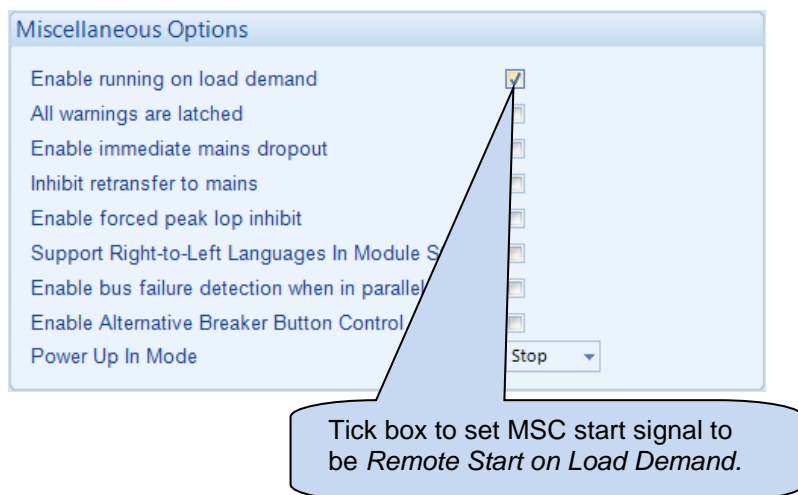 Miscellaneous Options
Enable running on load demand
All warnings are latched
Enable immediate mains dropout
Inhibit retransfer to mains
Enable forced peak lop inhibit
Support Right-to-Left Languages In Module S
Enable bus failure detection when in parallel
Enable Alternative Breaker Button Control
Power Up In Mode Stop
Tick box to set MSC start signal to
be Remote Start on Load Demand.